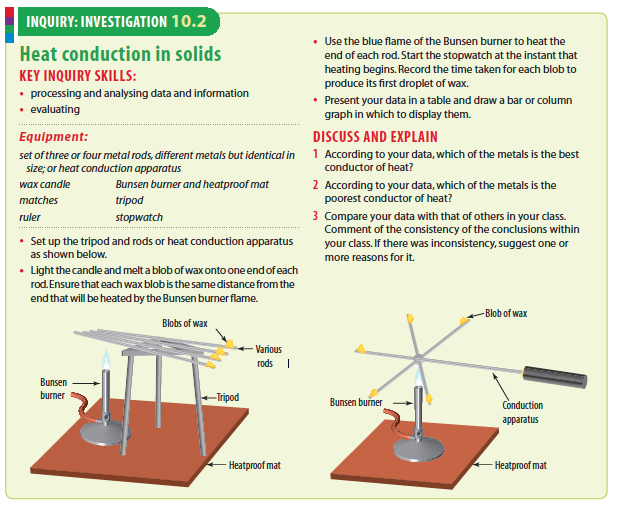 INQUIRY: INVESTIGATION 10.2
Heat conduction in solids
KEY INQUIRY SKILLS:
• processing and analysing data and information
• evaluating
Equipment:
set of three or four metal rods, different metals but identical in
size; or heat conduction apparatus
wax candle Bunsen burner and heatproof mat
matches tripod
ruler stopwatch
• Set up the tripod and rods or heat conduction apparatus
as shown below.
• Light the candle and melt a blob of wax onto one end of each
rod. Ensure that each wax blob is the same distance from the
end that will be heated by the Bunsen burner flame.
• Use the blue flame of the Bunsen burner to heat the
end of each rod. Start the stopwatch at the instant that
heating begins. Record the time taken for each blob to
produce its first droplet of wax.
• Present your data in a table and draw a bar or column
graph in which to display them.
DISCUSS AND EXPLAIN
1 According to your data, which of the metals is the best
conductor of heat?
2 According to your data, which of the metals is the
poorest conductor of heat?
3 Compare your data with that of others in your class.
Comment of the consistency of the conclusions within
your class. If there was inconsistency, suggest one or
more reasons for it.
Blobs of wax
Various
rods
Bunsen
burner
Tripod
Heatproof mat
Blob of wax
Bunsen burner
Conduction
apparatus
Heatproof mat